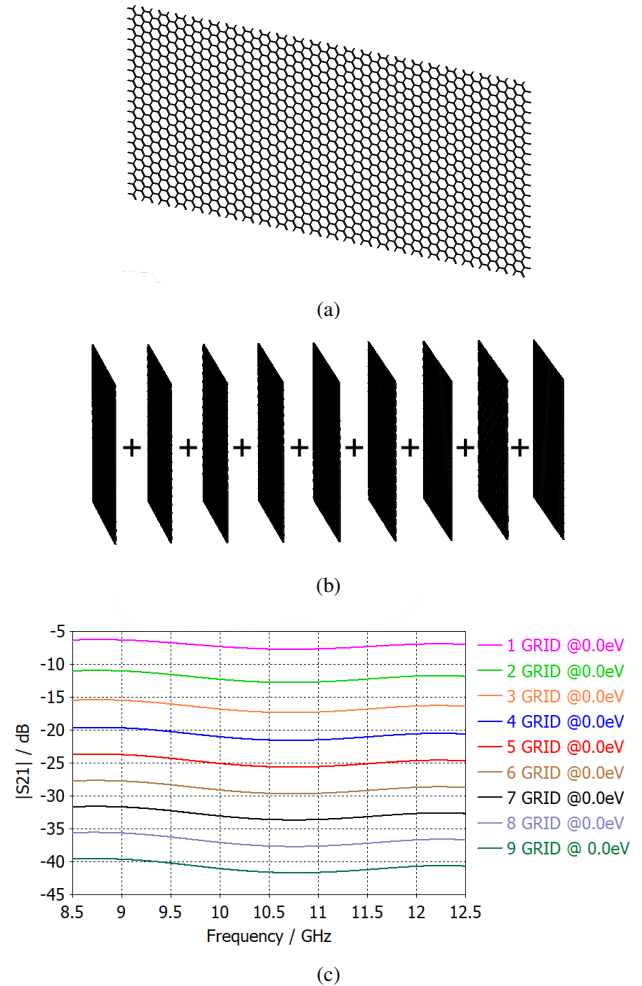 (a)
+ + + + + + + +
(b)
-5
-10
-15
-20
-25
-30
-35
-40
-45
|S21| / dB
8.5 9 9.5 10 10.5 11 11.5 12 12.5
Frequency / GHz
1 GRID @0.0eV
2 GRID @0.0eV
3 GRID @0.0eV
4 GRID @0.0eV
5 GRID @0.0eV
6 GRID @0.0eV
7 GRID @0.0eV
8 GRID @0.0eV
9 GRID @ 0.0eV
(c)